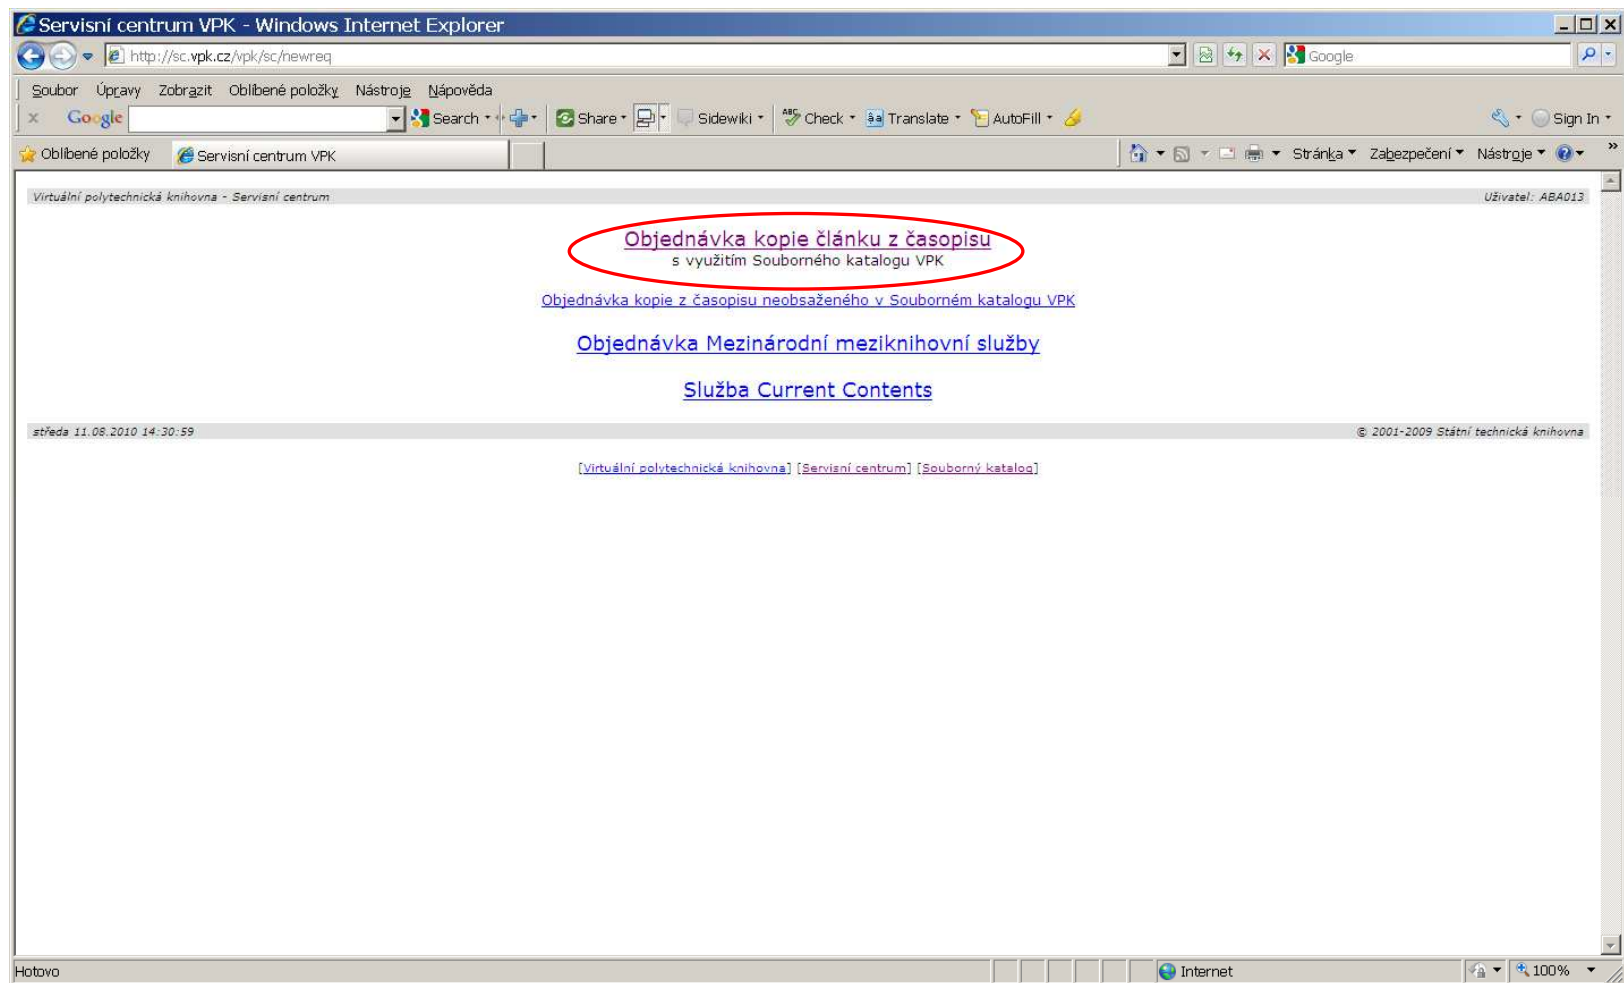 Servisní centrum VPK - Windows Internet Explorer
http://sc.vpk.cz/vpk/sc/newreq
Google
Soubor Úpravy Zobrazit Oblíbené položky Nástroje Nápověda
x Google Search Share Sidewiki Check Translate AutoFill Sign In
Oblíbené položky Servisní centrum VPK Stránka Zabezpečení Nástroje »
Virtuální polytechnická knihovna - Servisní centrum Uživatel: ABA013
Objednávka kopie článku z časopisu
s využitím Souborného katalogu VPK
Objednávka kopie z časopisu neobsaženého v Souborném katalogu VPK
Objednávka Mezinárodní meziknihovní služby
Služba Current Contents
středa 11.08.2010 14:30:59 © 2001-2009 Státní technická knihovna
[Virtuální polytechnická knihovna] [Servisní centrum] [Souborný katalog]
Hotovo Internet 100%